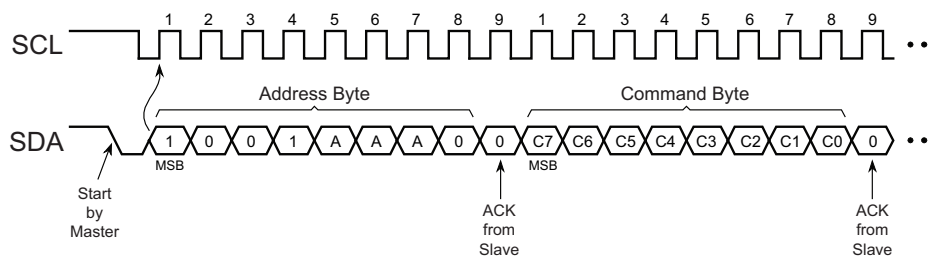 1 2 3 4 5 6 7 8 9 1 2 3 4 5 6 7 8 9
SCL
Address Byte Command Byte
SDA 1 0 0 1 A A A 0 0 C7 C6 C5 C4 C3 C2 C1 C0 0
MSB MSB
Start
by
Master
ACK
from
Slave
ACK
from
Slave